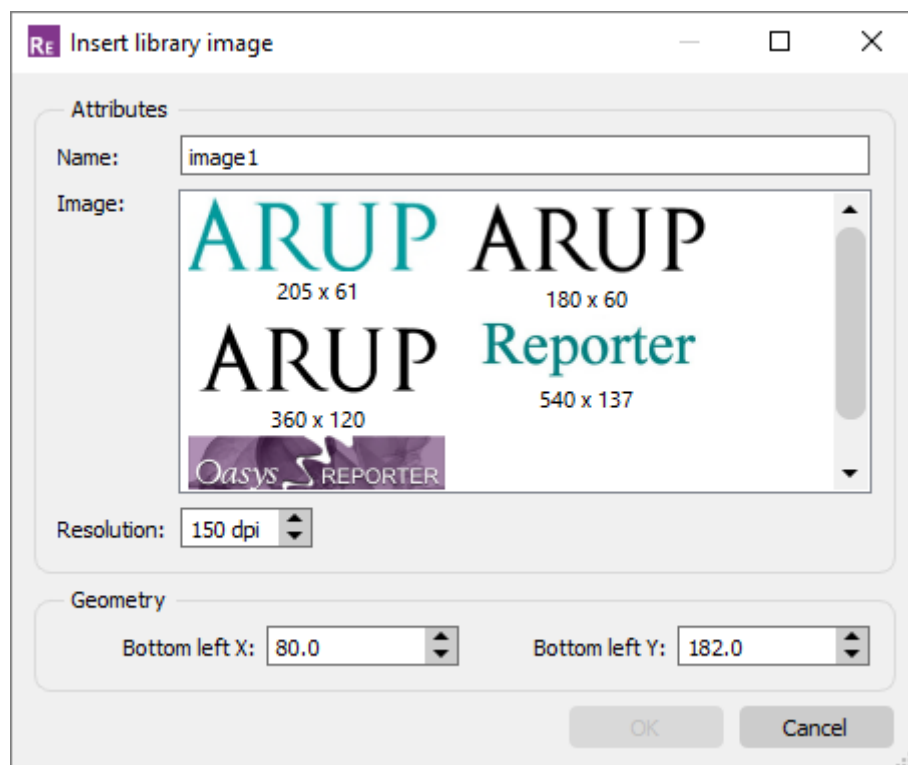 RE Insert library image
Attributes
Name: image1
Image:
ARUP ARUP
205 x 61 180 x 60
ARUP Reporter
360 x 120 540 x 137
Oasys REPORTER
Resolution: 150 dpi
Geometry
Bottom left X: 80.0 Bottom left Y: 182.0
OK Cancel